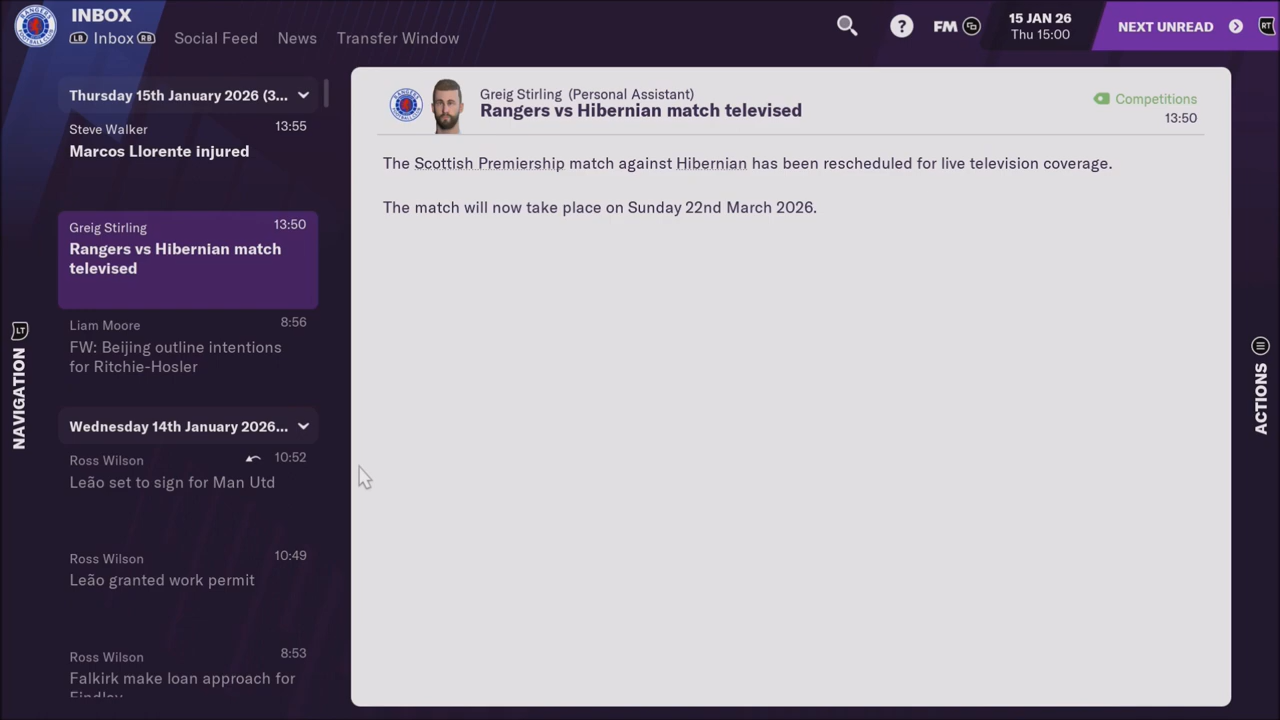 INBOX
LB Inbox RB Social Feed News Transfer Window
FM
15 JAN 26
Thu 15:00
NEXT UNREAD RT
Thursday 15th January 2026 (3...
Steve Walker 13:55
Marcos Llorente injured
Greig Stirling 13:50
Rangers vs Hibernian match
televised
Liam Moore 8:56
FW: Beijing outline intentions
for Ritchie-Hosler
Wednesday 14th January 2026...
Ross Wilson 10:52
Leão set to sign for Man Utd
Ross Wilson 10:49
Leão granted work permit
Ross Wilson 8:53
Falkirk make loan approach for
Findlay
LT
NAVIGATION
Greig Stirling (Personal Assistant)
Rangers vs Hibernian match televised
Competitions
13:50
The Scottish Premiership match against Hibernian has been rescheduled for live television coverage.
The match will now take place on Sunday 22nd March 2026.
ACTIONS